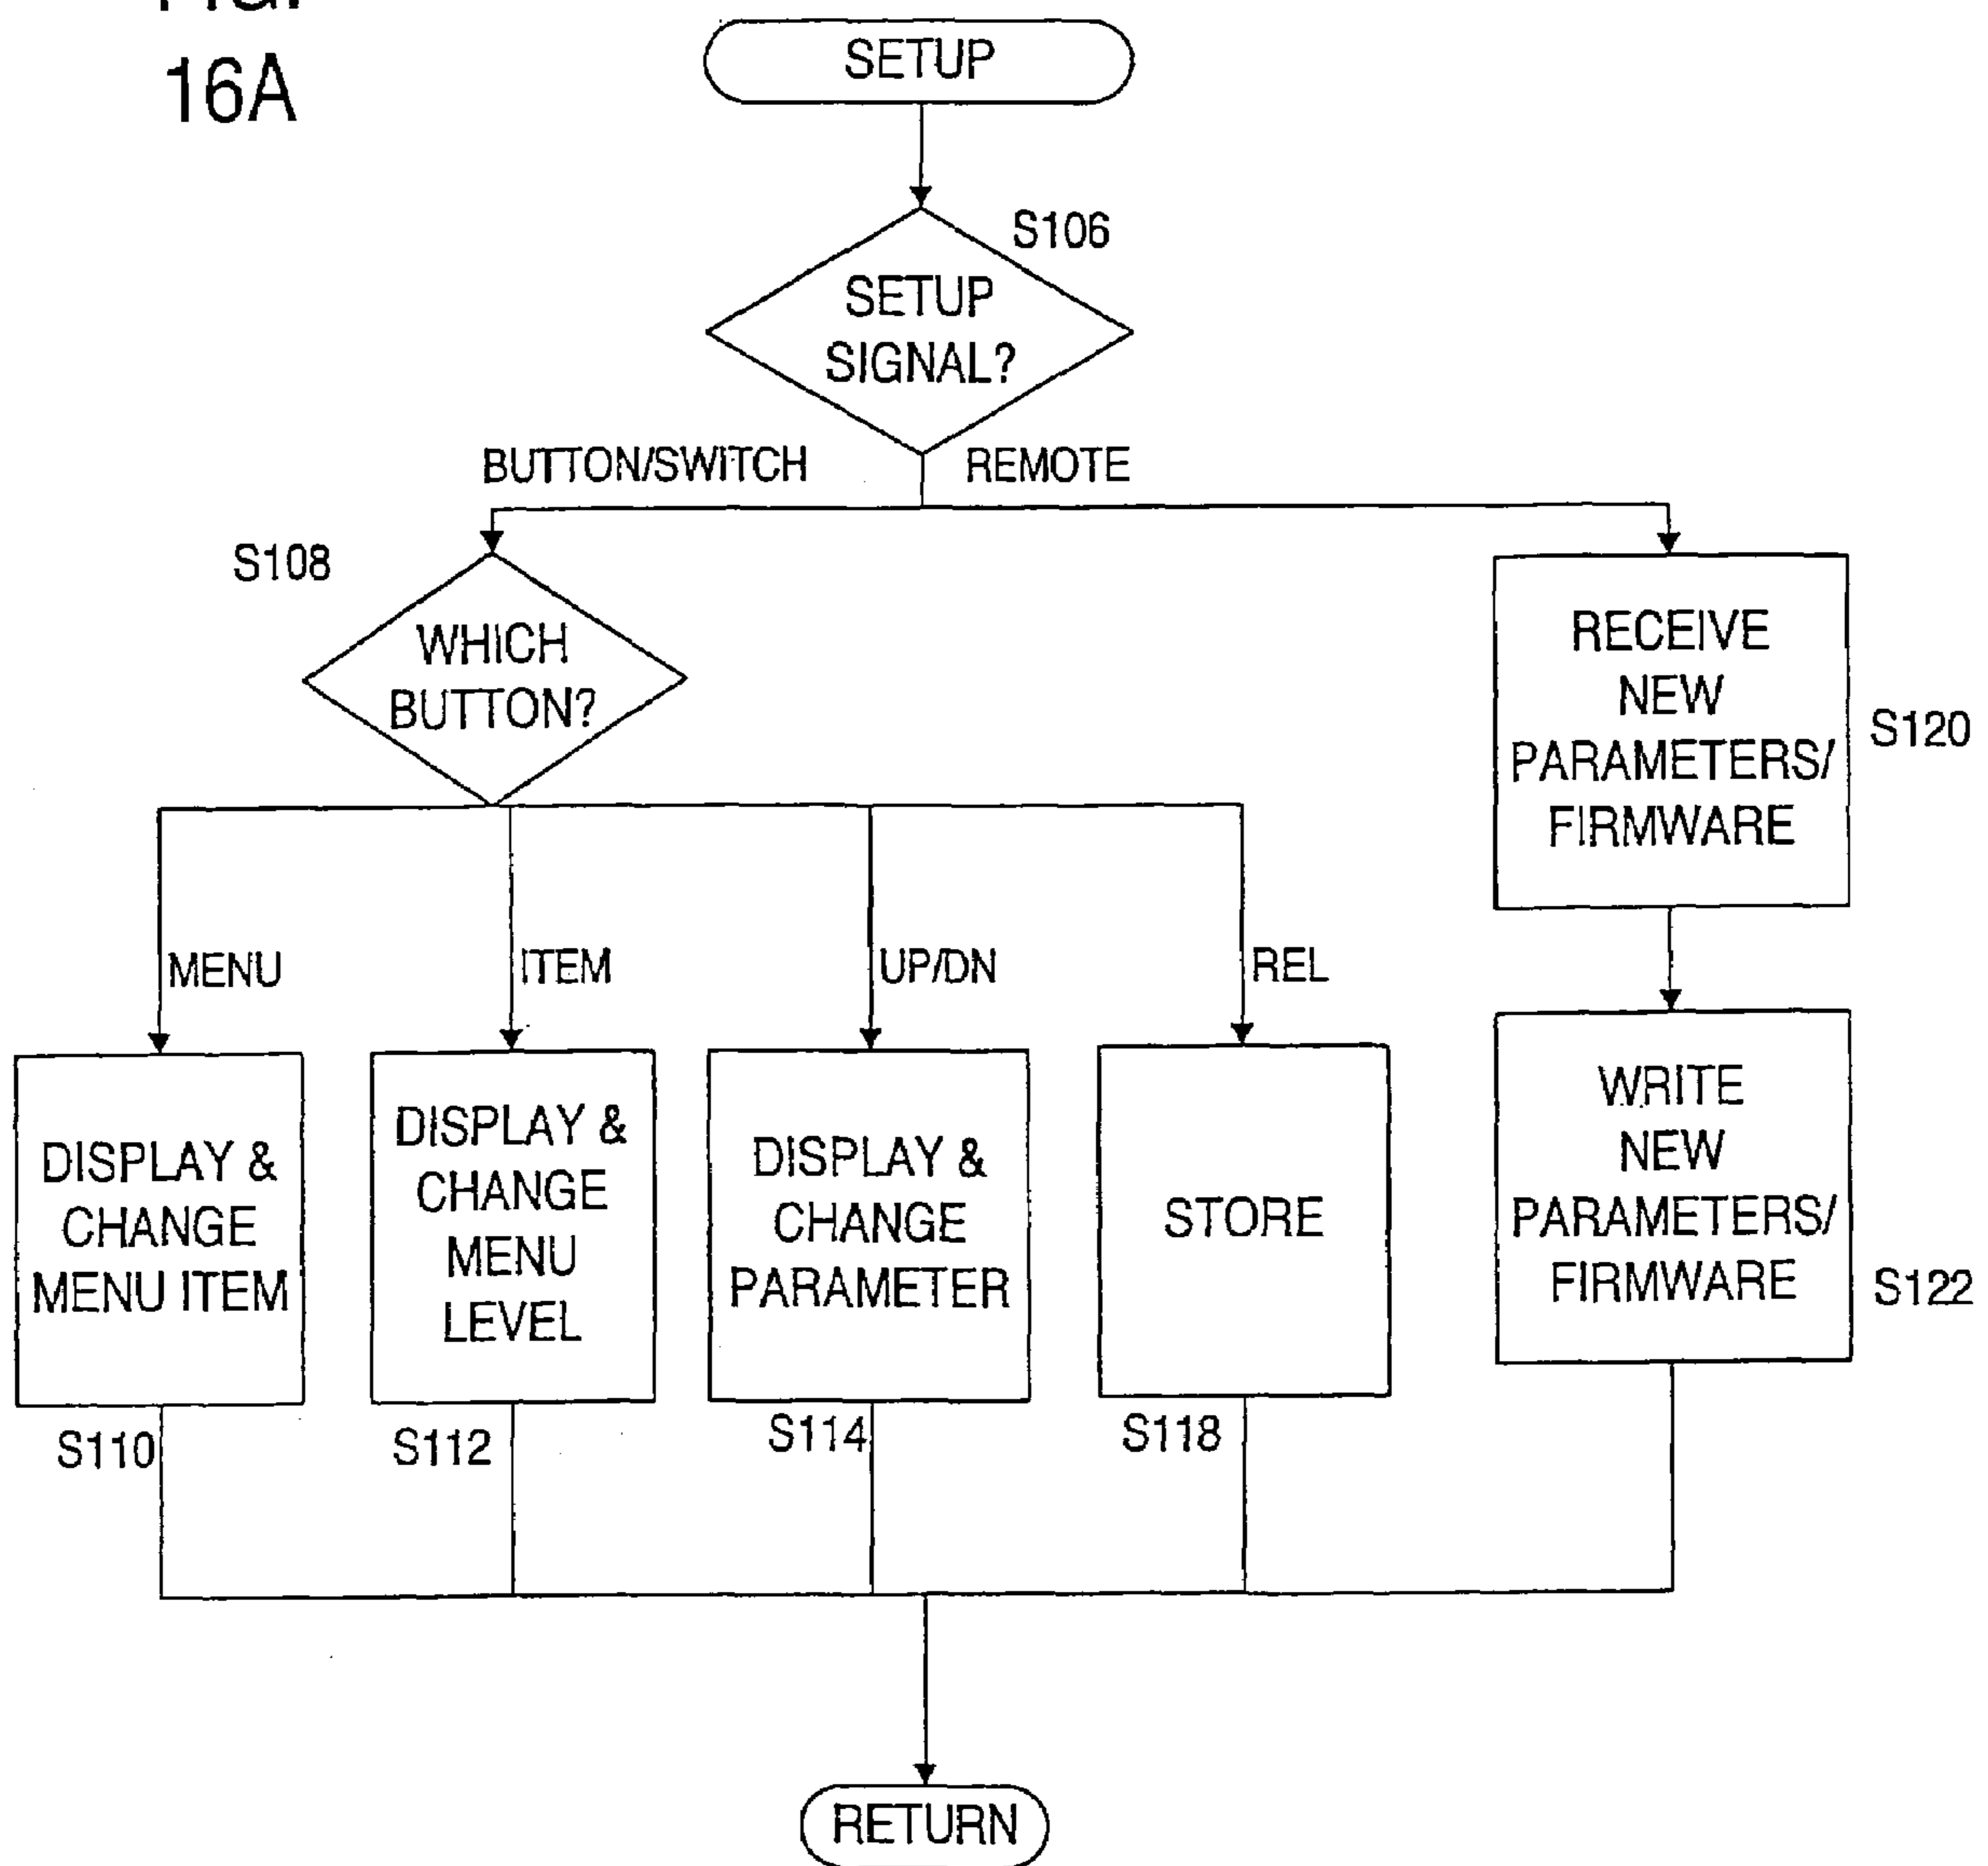 16A
SETUP
S106
SETUP
SIGNAL?
BUTTON/SWITCH
REMOTE
S108
WHICH
BUTTON?
RECEIVE
NEW
PARAMETERS/
FIRMWARE
S120
MENU
ITEM
UP/DN
REL
DISPLAY &
CHANGE
MENU ITEM
S110
DISPLAY &
CHANGE
MENU
LEVEL
S112
DISPLAY &
CHANGE
PARAMETER
S114
STORE
S118
WRITE
NEW
PARAMETERS/
FIRMWARE
S122
RETURN